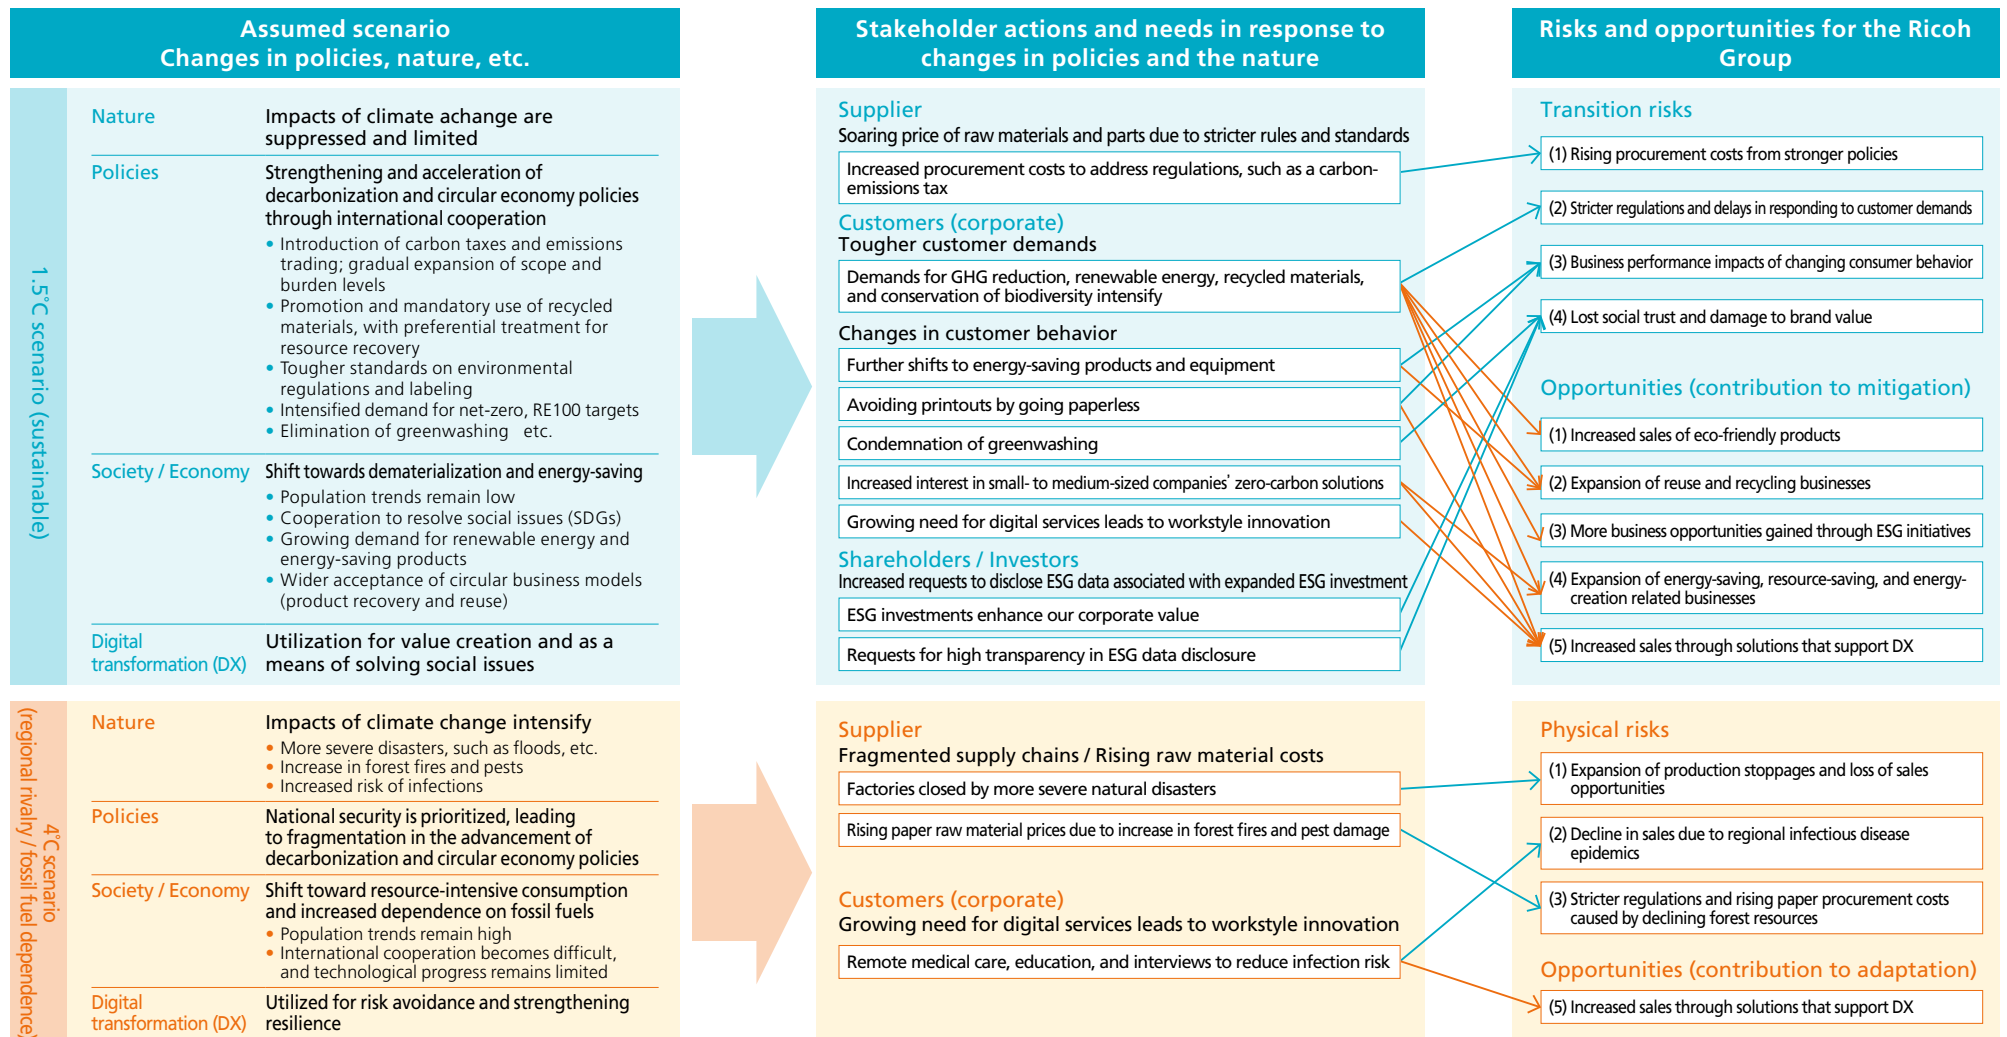 Assumed scenario
Changes in policies, nature, etc.
Stakeholder actions and needs in response to
changes in policies and the nature
Risks and opportunities for the Ricoh
Group
1.5℃ scenario (sustainable)
Nature
Impacts of climate achange are
suppressed and limited
Policies
Strengthening and acceleration of
decarbonization and circular economy policies
through international cooperation
• Introduction of carbon taxes and emissions
trading; gradual expansion of scope and
burden levels
• Promotion and mandatory use of recycled
materials, with preferential treatment for
resource recovery
• Tougher standards on environmental
regulations and labeling
• Intensified demand for net-zero, RE100 targets
• Elimination of greenwashing etc.
Society / Economy
Shift towards dematerialization and energy-saving
• Population trends remain low
• Cooperation to resolve social issues (SDGs)
• Growing demand for renewable energy and
energy-saving products
• Wider acceptance of circular business models
(product recovery and reuse)
Digital
transformation (DX)
Utilization for value creation and as a
means of solving social issues
Supplier
Soaring price of raw materials and parts due to stricter rules and standards
Increased procurement costs to address regulations, such as a carbon-
emissions tax
Customers (corporate)
Tougher customer demands
Demands for GHG reduction, renewable energy, recycled materials,
and conservation of biodiversity intensify
Changes in customer behavior
Further shifts to energy-saving products and equipment
Avoiding printouts by going paperless
Condemnation of greenwashing
Increased interest in small- to medium-sized companies' zero-carbon solutions
Growing need for digital services leads to workstyle innovation
Shareholders / Investors
Increased requests to disclose ESG data associated with expanded ESG investment
ESG investments enhance our corporate value
Requests for high transparency in ESG data disclosure
Transition risks
(1) Rising procurement costs from stronger policies
(2) Stricter regulations and delays in responding to customer demands
(3) Business performance impacts of changing consumer behavior
(4) Lost social trust and damage to brand value
Opportunities (contribution to mitigation)
(1) Increased sales of eco-friendly products
(2) Expansion of reuse and recycling businesses
(3) More business opportunities gained through ESG initiatives
(4) Expansion of energy-saving, resource-saving, and energy-
creation related businesses
(5) Increased sales through solutions that support DX
4℃ scenario
(regional rivalry / fossil fuel dependence)
Nature
Impacts of climate change intensify
• More severe disasters, such as floods, etc.
• Increase in forest fires and pests
• Increased risk of infections
Policies
National security is prioritized, leading
to fragmentation in the advancement of
decarbonization and circular economy policies
Society / Economy
Shift toward resource-intensive consumption
and increased dependence on fossil fuels
• Population trends remain high
• International cooperation becomes difficult,
and technological progress remains limited
Digital
transformation (DX)
Utilized for risk avoidance and strengthening
resilience
Supplier
Fragmented supply chains / Rising raw material costs
Factories closed by more severe natural disasters
Rising paper raw material prices due to increase in forest fires and pest damage
Customers (corporate)
Growing need for digital services leads to workstyle innovation
Remote medical care, education, and interviews to reduce infection risk
Physical risks
(1) Expansion of production stoppages and loss of sales
opportunities
(2) Decline in sales due to regional infectious disease
epidemics
(3) Stricter regulations and rising paper procurement costs
caused by declining forest resources
Opportunities (contribution to adaptation)
(5) Increased sales through solutions that support DX